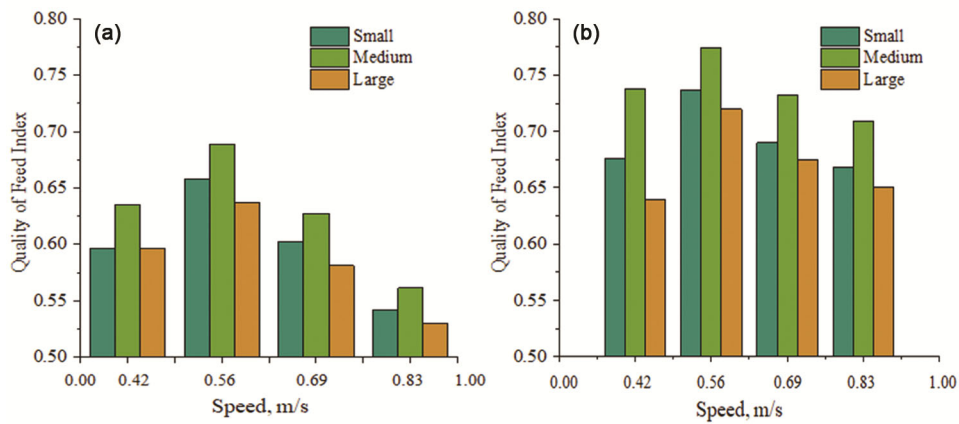 (a)
Small
Medium
Large
Quality of Feed Index
0.80
0.75
0.70
0.65
0.60
0.55
0.50
0.00 0.42 0.56 0.69 0.83 1.00
Speed, m/s
(b)
Small
Medium
Large
Quality of Feed Index
0.80
0.75
0.70
0.65
0.60
0.55
0.50
0.00 0.42 0.56 0.69 0.83 1.00
Speed, m/s